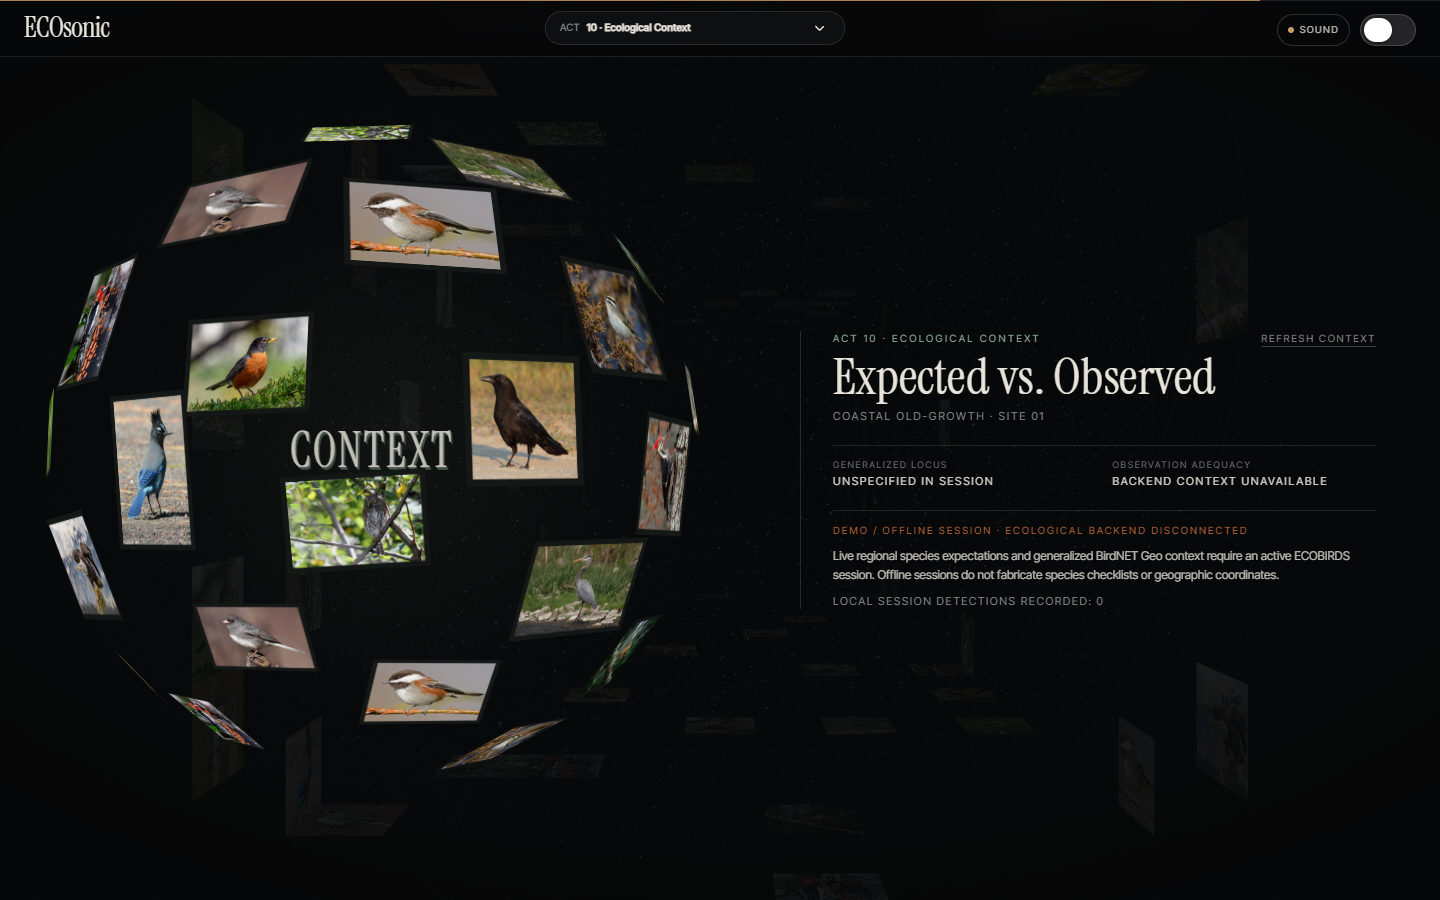 ECOsonic
ACT 10 · Ecological Context
SOUND
CONTEXT
ACT 10 · ECOLOGICAL CONTEXT
REFRESH CONTEXT
Expected vs. Observed
COASTAL OLD-GROWTH · SITE 01
GENERALIZED LOCUS
UNSPECIFIED IN SESSION
OBSERVATION ADEQUACY
BACKEND CONTEXT UNAVAILABLE
DEMO / OFFLINE SESSION · ECOLOGICAL BACKEND DISCONNECTED
Live regional species expectations and generalized BirdNET Geo context require an active ECOBIRDS
session. Offline sessions do not fabricate species checklists or geographic coordinates.
LOCAL SESSION DETECTIONS RECORDED: 0